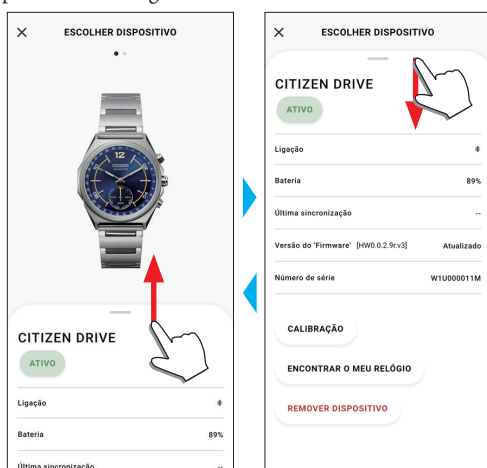 ESCOLHER DISPOSITIVO
12
CITIZEN
CITIZEN DRIVE
ATIVO
Ligação
Bateria 89%
Última sincronização --
ESCOLHER DISPOSITIVO
CITIZEN DRIVE
ATIVO
Ligação
Bateria 89%
Última sincronização --
Versão do 'Firmware' [HW0.0.2.9r.v3] Atualizado
Número de série W1U000011M
CALIBRAÇÃO
ENCONTRAR O MEU RELÓGIO
REMOVER DISPOSITIVO